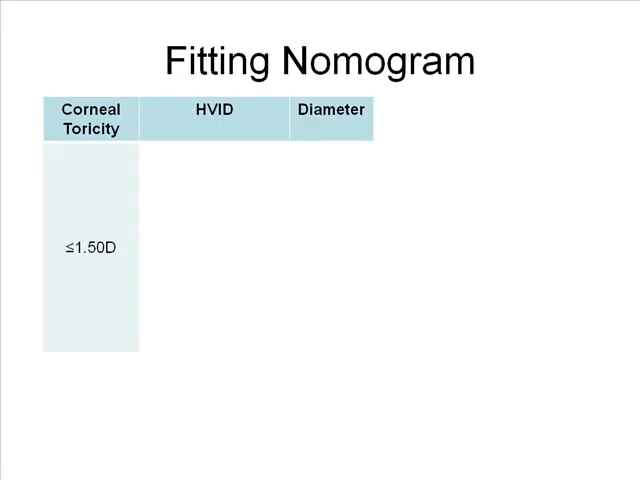 Fitting Nomogram
Corneal Toricity
HVID
Diameter
≤1.50D